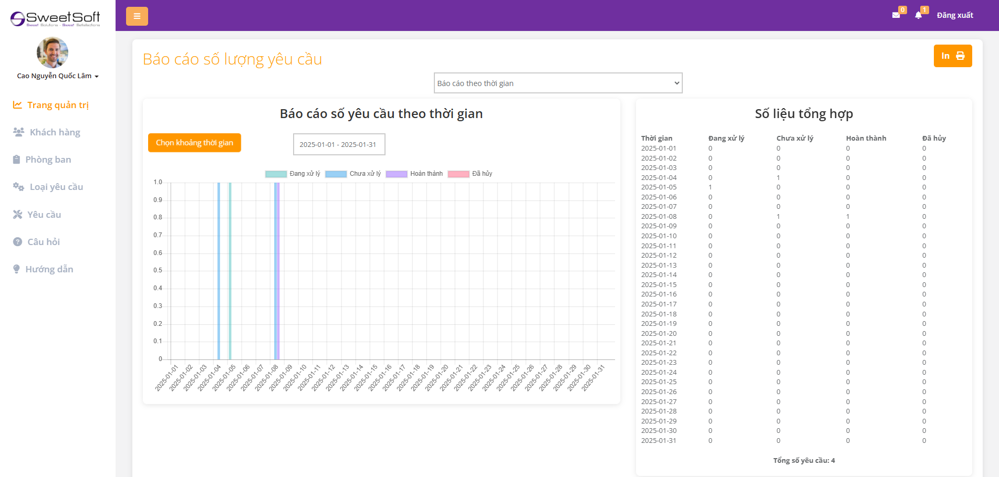 SweetSoft
Sweet Solutions - Sweet Satisfactions
Cao Nguyễn Quốc Lâm
Trang quản trị
Khách hàng
Phòng ban
Loại yêu cầu
Yêu cầu
Câu hỏi
Hướng dẫn
0
1
Đăng xuất
Báo cáo số lượng yêu cầu
In
Báo cáo theo thời gian
Báo cáo số yêu cầu theo thời gian
Chọn khoảng thời gian
2025-01-01 - 2025-01-31
Đang xử lý Chưa xử lý Hoàn thành Đã hủy
1.0
0.9
0.8
0.7
0.6
0.5
0.4
0.3
0.2
0.1
0
2025-01-01 2025-01-02 2025-01-03 2025-01-04 2025-01-05 2025-01-06 2025-01-07 2025-01-08 2025-01-09 2025-01-10 2025-01-11 2025-01-12 2025-01-13 2025-01-14 2025-01-15 2025-01-16 2025-01-17 2025-01-18 2025-01-19 2025-01-20 2025-01-21 2025-01-22 2025-01-23 2025-01-24 2025-01-25 2025-01-26 2025-01-27 2025-01-28 2025-01-29 2025-01-30 2025-01-31
Số liệu tổng hợp
Thời gian Đang xử lý Chưa xử lý Hoàn thành Đã hủy
2025-01-01 0 0 0 0
2025-01-02 0 0 0 0
2025-01-03 0 0 0 0
2025-01-04 0 1 0 0
2025-01-05 1 0 0 0
2025-01-06 0 0 0 0
2025-01-07 0 0 0 0
2025-01-08 0 1 1 0
2025-01-09 0 0 0 0
2025-01-10 0 0 0 0
2025-01-11 0 0 0 0
2025-01-12 0 0 0 0
2025-01-13 0 0 0 0
2025-01-14 0 0 0 0
2025-01-15 0 0 0 0
2025-01-16 0 0 0 0
2025-01-17 0 0 0 0
2025-01-18 0 0 0 0
2025-01-19 0 0 0 0
2025-01-20 0 0 0 0
2025-01-21 0 0 0 0
2025-01-22 0 0 0 0
2025-01-23 0 0 0 0
2025-01-24 0 0 0 0
2025-01-25 0 0 0 0
2025-01-26 0 0 0 0
2025-01-27 0 0 0 0
2025-01-28 0 0 0 0
2025-01-29 0 0 0 0
2025-01-30 0 0 0 0
2025-01-31 0 0 0 0
Tổng số yêu cầu: 4